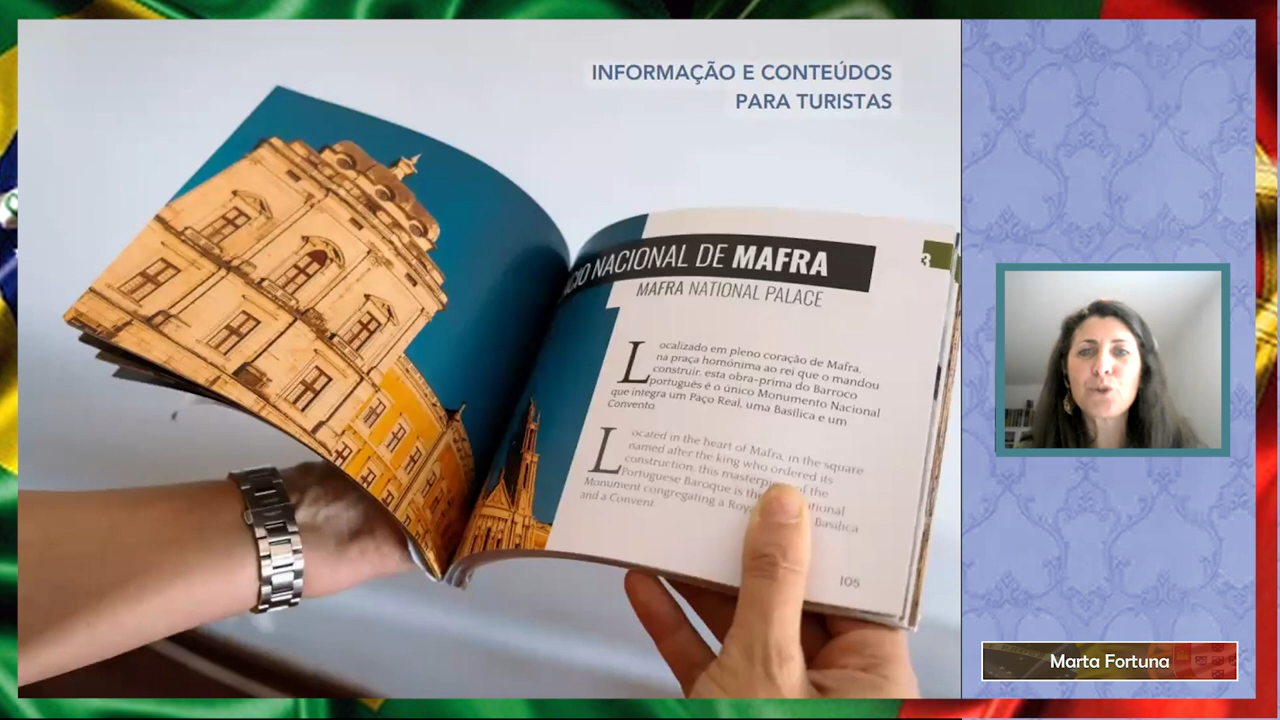 INFORMAÇÃO E CONTEÚDOS
PARA TURISTAS
NACIONAL DE MAFRA
3
MAFRA NATIONAL PALACE
Localizado em pleno coração de Mafra,
na praça homónima ao rei que o mandou
construir, esta obra-prima do Barroco
português é o único Monumento Nacional
que integra um Paço Real, uma Basílica e um
Convento
Located in the heart of Mafra, in the square
named after the king who ordered its
construction, this of the
Portuguese Baroque is
Monument congregating a Basilica
and a Convent
105
Marta Fortuna